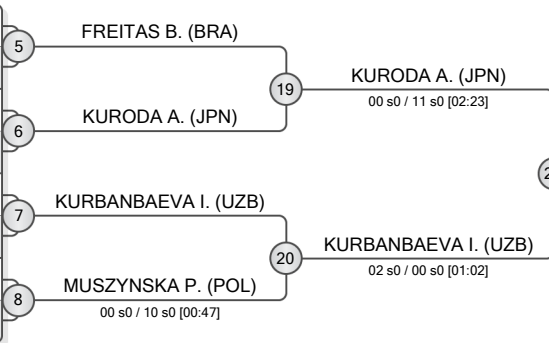 FREITAS B. (BRA)
5
19
KURODA A. (JPN)
00 s0 / 11 s0 [02:23]
KURODA A. (JPN)
6
KURBANBAEVA I. (UZB)
7
20
KURBANBAEVA I. (UZB)
02 s0 / 00 s0 [01:02]
MUSZYNSKA P. (POL)
8
00 s0 / 10 s0 [00:47]